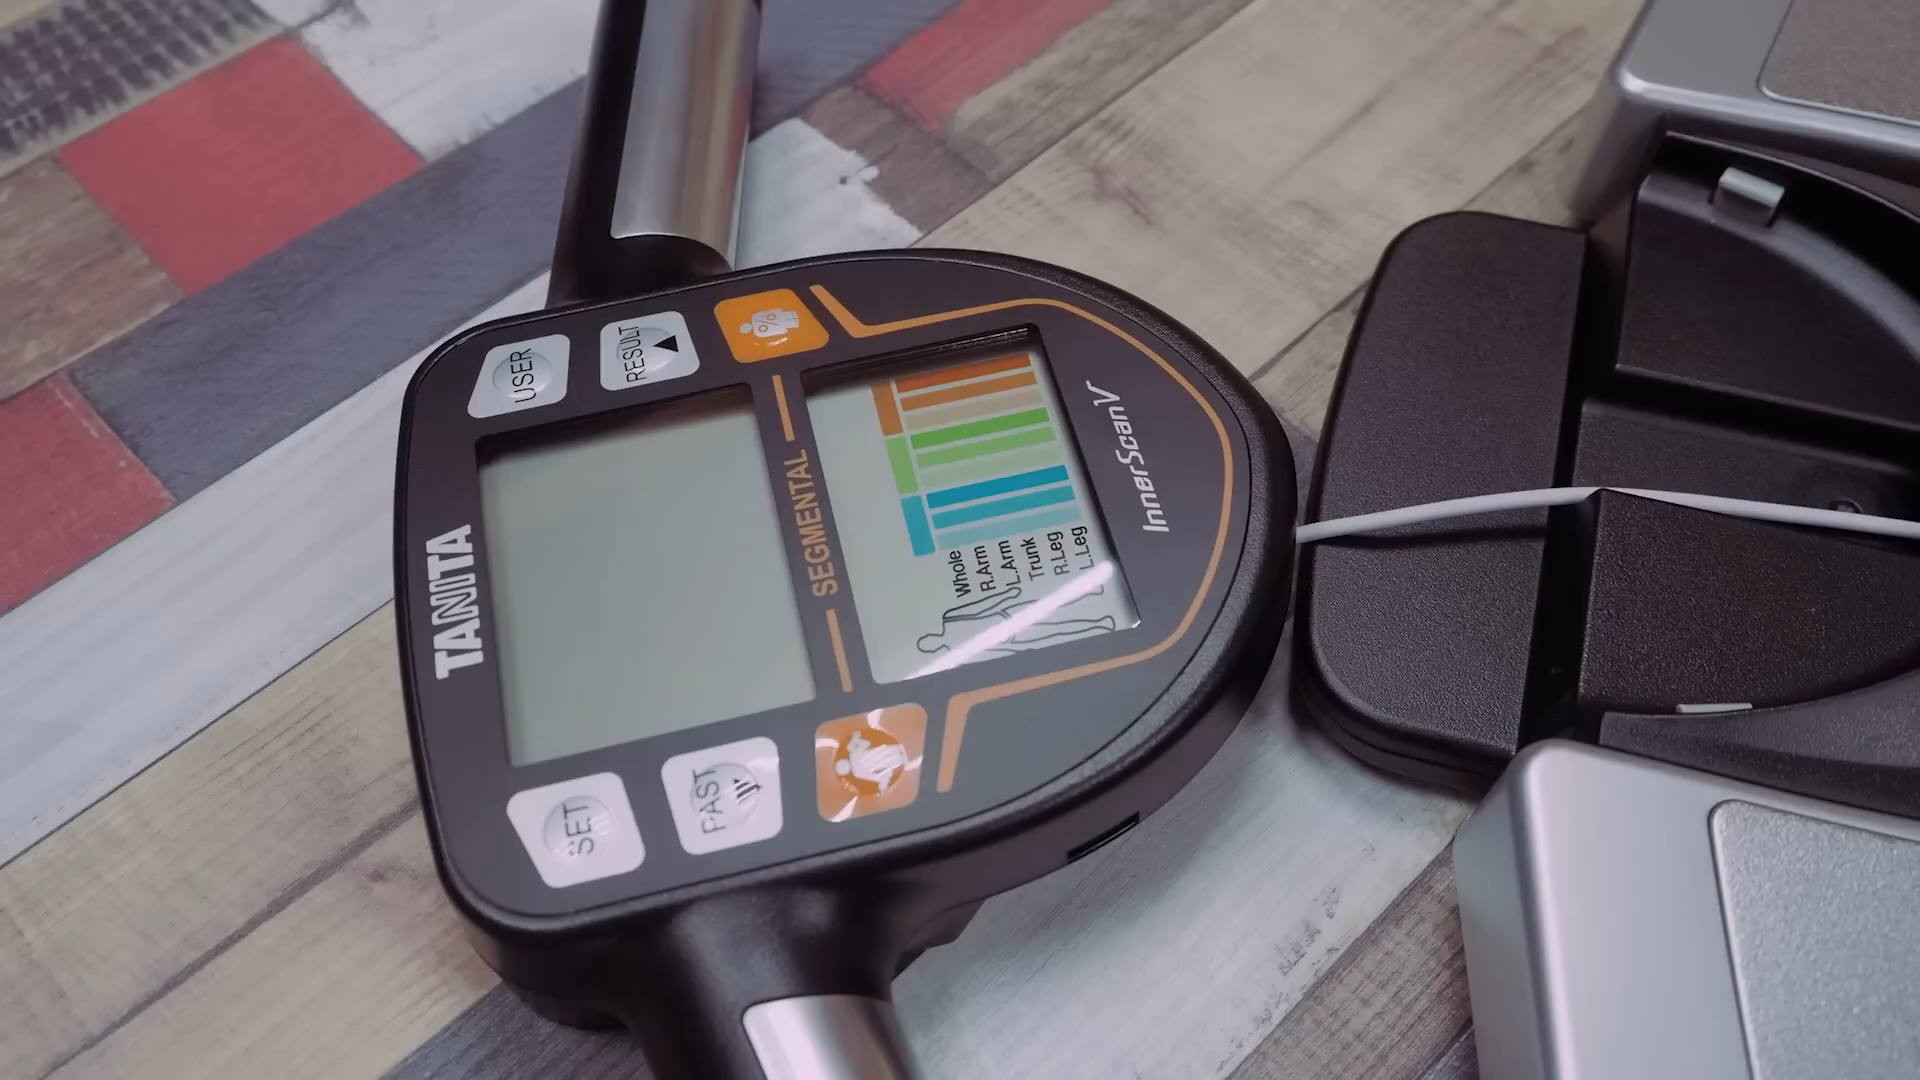 TANITA
USER
RESULT
SET
PAST
SEGMENTAL
Whole
R.Arm
L.Arm
Trunk
R.Leg
L.Leg
InnerScanV
%